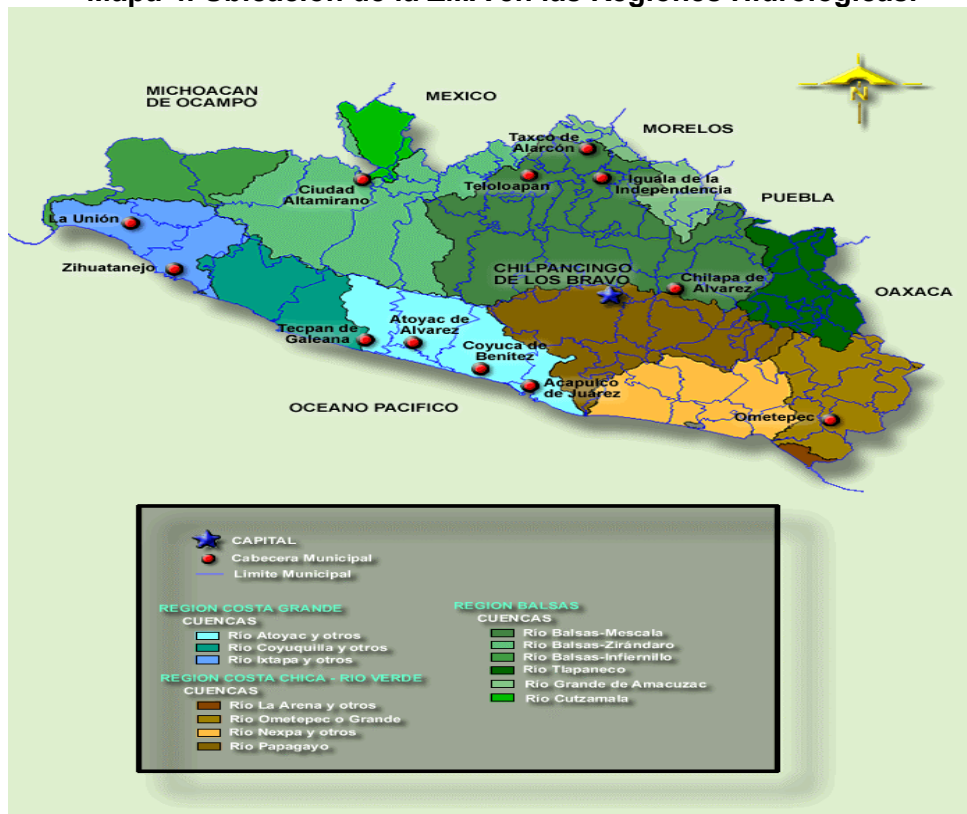 MICHOACAN
DE OCAMPO
MEXICO
N
MORELOS
Taxco de
Alarcón
Teloloapan
Iguala de la
Independencia
Ciudad
Altamirano
PUEBLA
La Unión
Zihuatanejo
CHILPANCINGO
DE LOS BRAVO
Chilapa de
Alvarez
OAXACA
Tecpan de
Galeana
Atoyac de
Alvarez
Coyuca de
Benítez
Acapulco
de Juárez
OCEANO PACIFICO
Ometepec
CAPITAL
Cabecera Municipal
Limite Municipal
REGION COSTA GRANDE
CUENCAS
Río Atoyac y otros
Río Coyuquilla y otros
Río Ixtapa y otros
REGION COSTA CHICA - RIO VERDE
CUENCAS
Río La Arena y otros
Río Ometepec o Grande
Río Nexpa y otros
Río Papagayo
REGION BALSAS
CUENCAS
Río Balsas-Mescala
Río Balsas-Zirándaro
Río Balsas-Infiernillo
Río Tlapaneco
Río Grande de Amacuzac
Río Cutzamala